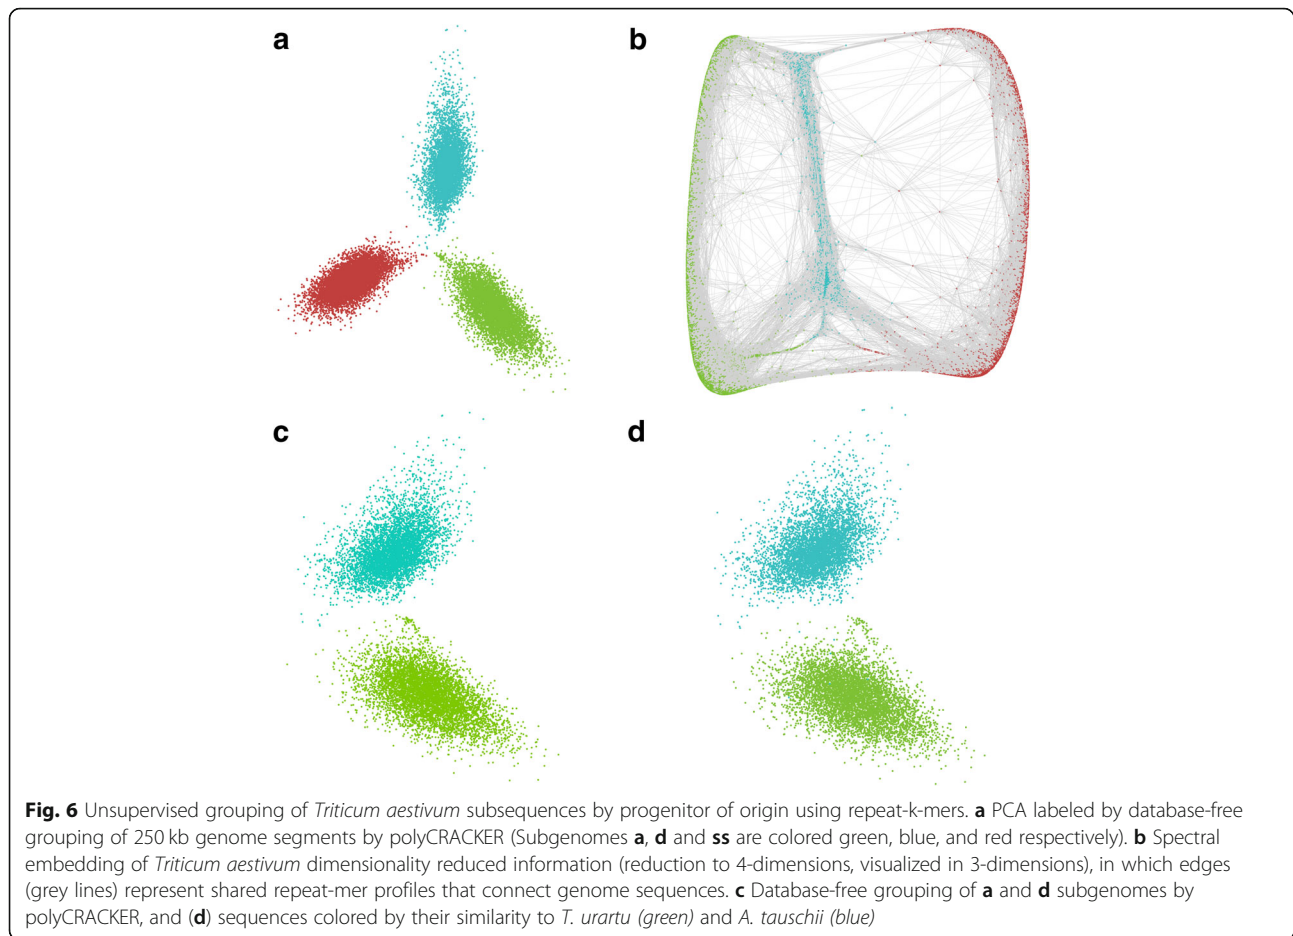 a
b
c
d
Fig. 6 Unsupervised grouping of Triticum aestivum subsequences by progenitor of origin using repeat-k-mers. a PCA labeled by database-free
grouping of 250 kb genome segments by polyCRACKER (Subgenomes a, d and ss are colored green, blue, and red respectively). b Spectral
embedding of Triticum aestivum dimensionality reduced information (reduction to 4-dimensions, visualized in 3-dimensions), in which edges
(grey lines) represent shared repeat-mer profiles that connect genome sequences. c Database-free grouping of a and d subgenomes by
polyCRACKER, and (d) sequences colored by their similarity to T. urartu (green) and A. tauschii (blue)